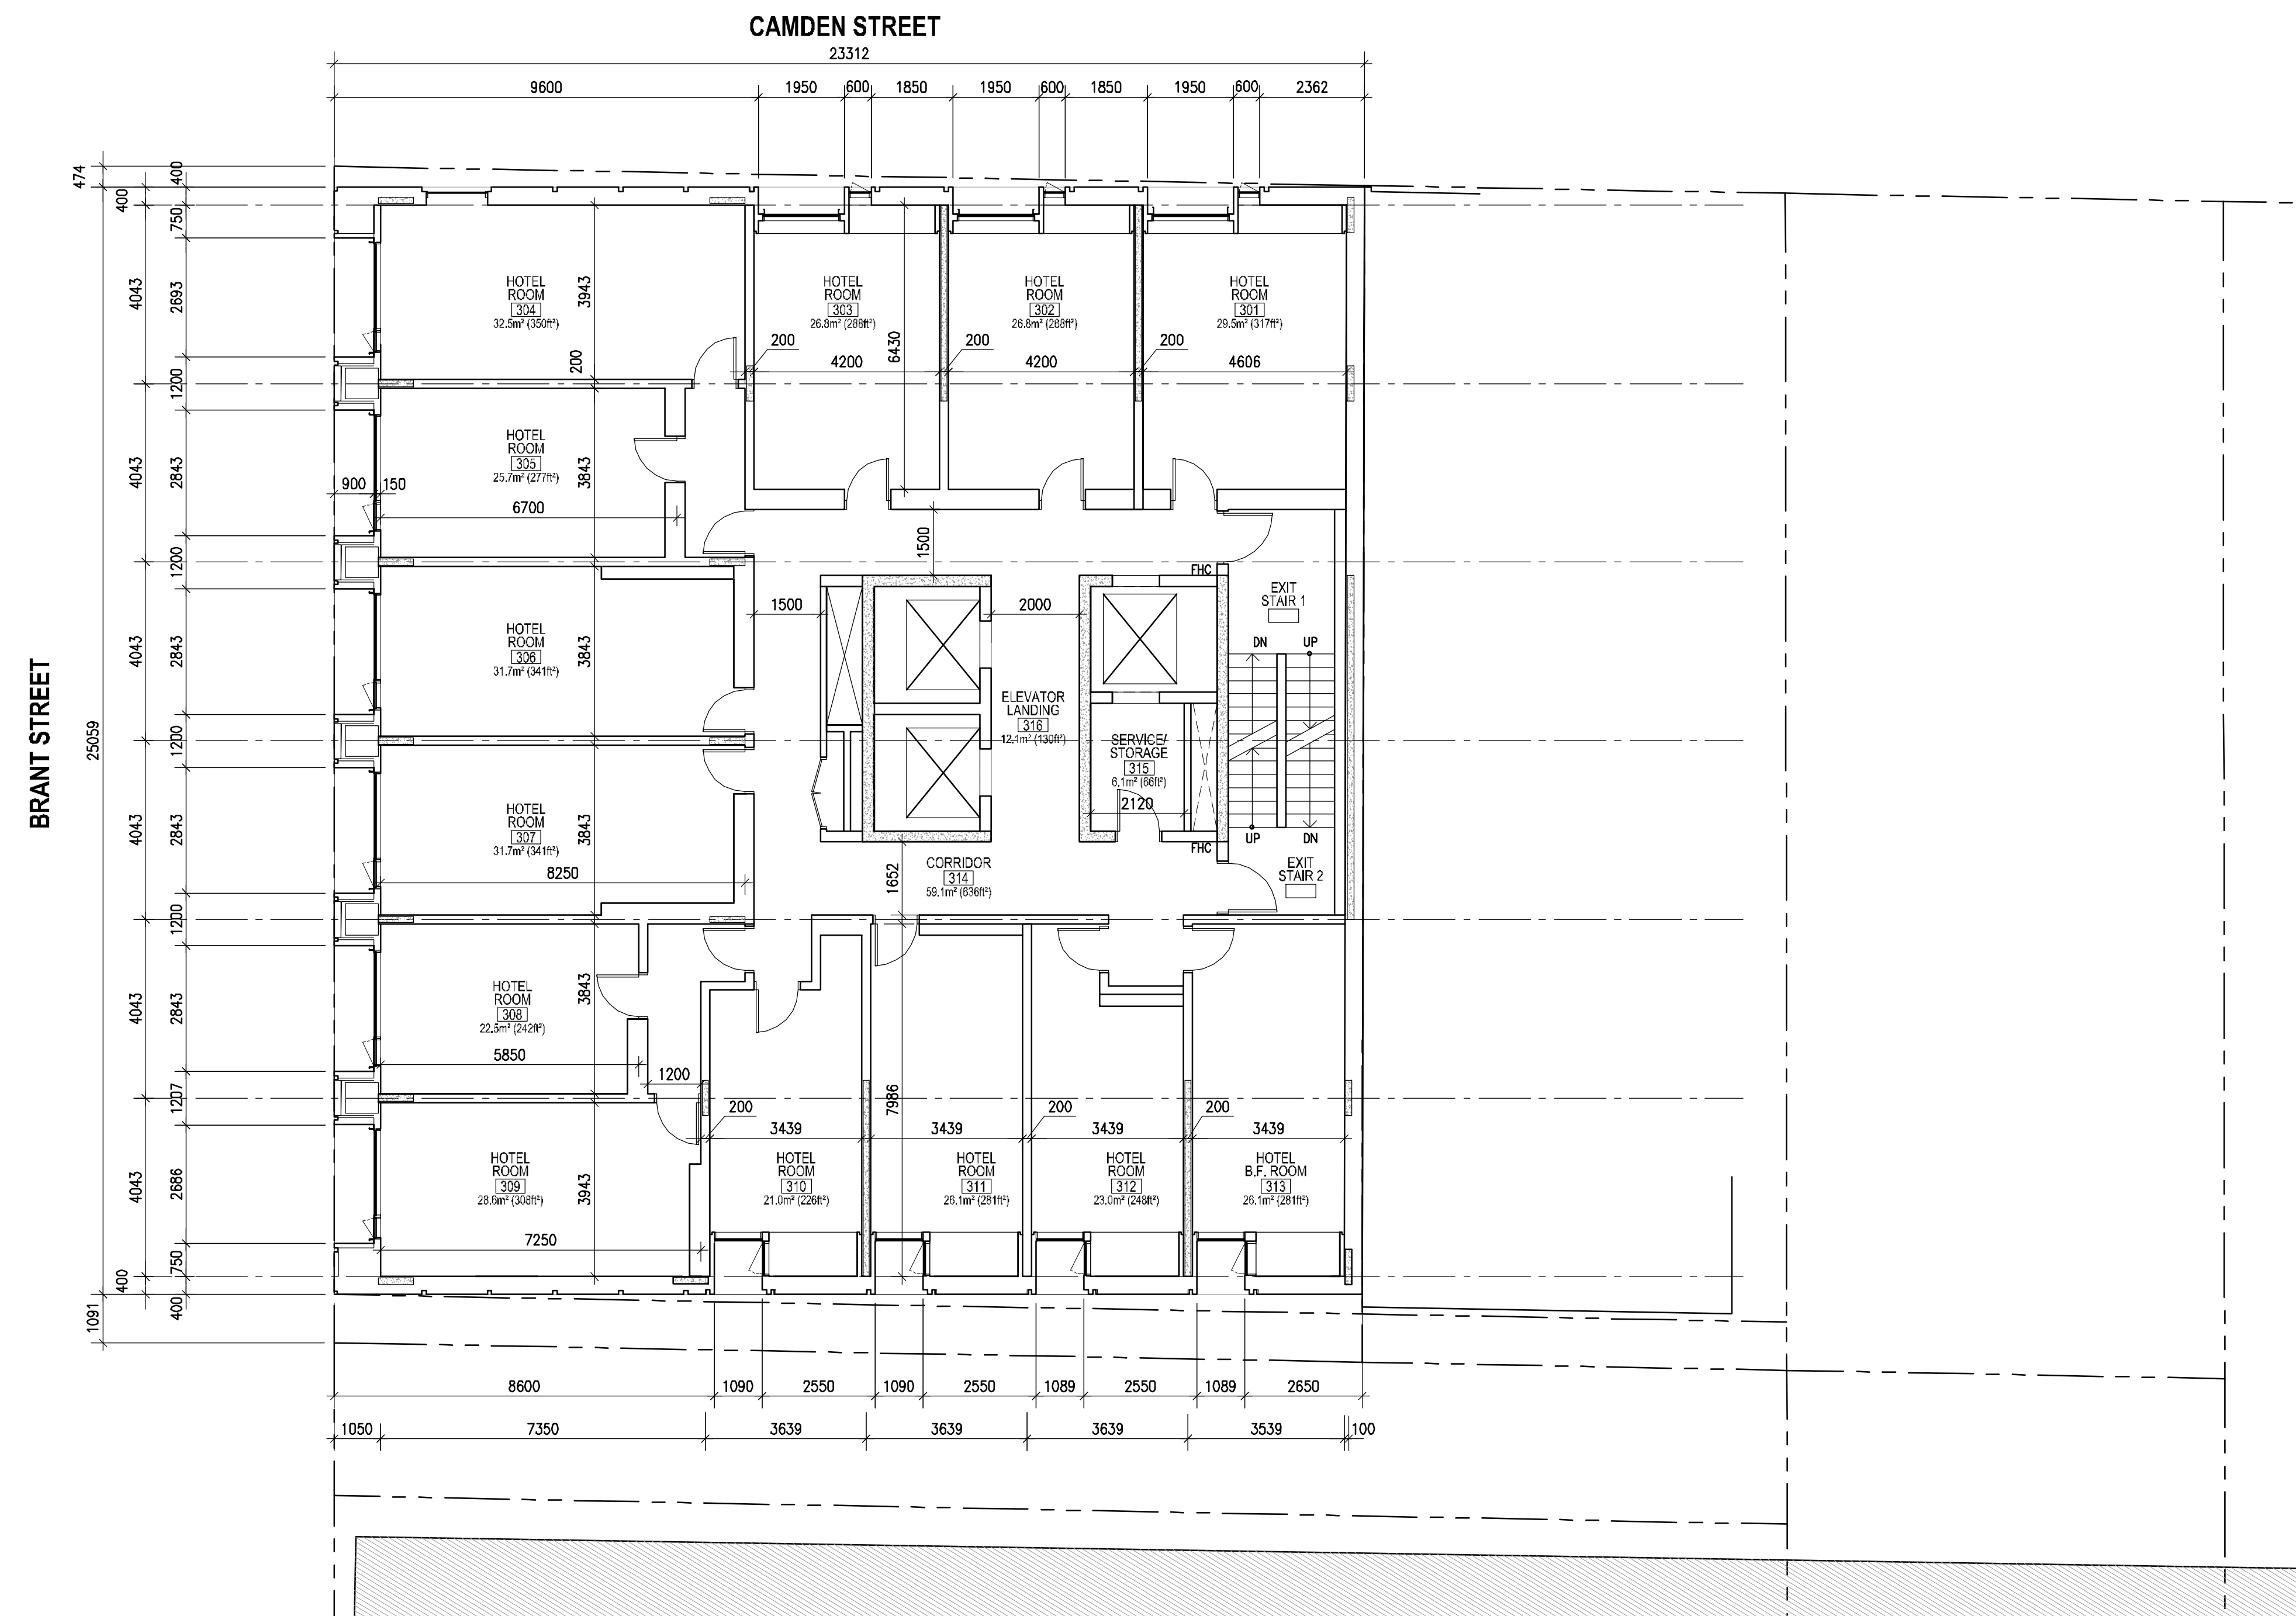 CAMDEN STREET
23312
9600 1950 600 1850 1950 600 1850 1950 600 2362
BRANT STREET
474
25059
1091
400
4043
4043
4043
4043
4043
4043
400
400
750
2693
1200
2843
1200
2843
1200
2843
1200
2843
1207
2686
750
400
HOTEL
ROOM
304
32.5m² (350ft²)
3943
200
HOTEL
ROOM
303
26.8m² (288ft²)
200
4200
6430
HOTEL
ROOM
302
26.8m² (288ft²)
200
4200
HOTEL
ROOM
301
29.5m² (317ft²)
200
4606
HOTEL
ROOM
305
25.7m² (277ft²)
3843
900 150
6700
1500
HOTEL
ROOM
306
31.7m² (341ft²)
3843
1500
2000
FHC
EXIT
STAIR 1
DN UP
ELEVATOR
LANDING
316
12.1m² (130ft²)
SERVICE/
STORAGE
315
6.1m² (66ft²)
2120
UP DN
FHC
EXIT
STAIR 2
HOTEL
ROOM
307
31.7m² (341ft²)
3843
8250
1652
CORRIDOR
314
59.1m² (636ft²)
HOTEL
ROOM
308
22.5m² (242ft²)
3843
5850
1200
HOTEL
ROOM
309
28.6m² (308ft²)
3943
7250
200
3439
HOTEL
ROOM
310
21.0m² (226ft²)
7986
3439
HOTEL
ROOM
311
26.1m² (281ft²)
200
3439
HOTEL
ROOM
312
23.0m² (248ft²)
200
3439
HOTEL
B.F. ROOM
313
26.1m² (281ft²)
8600 1090 2550 1090 2550 1089 2550 1089 2650
1050 7350 3639 3639 3639 3539 100